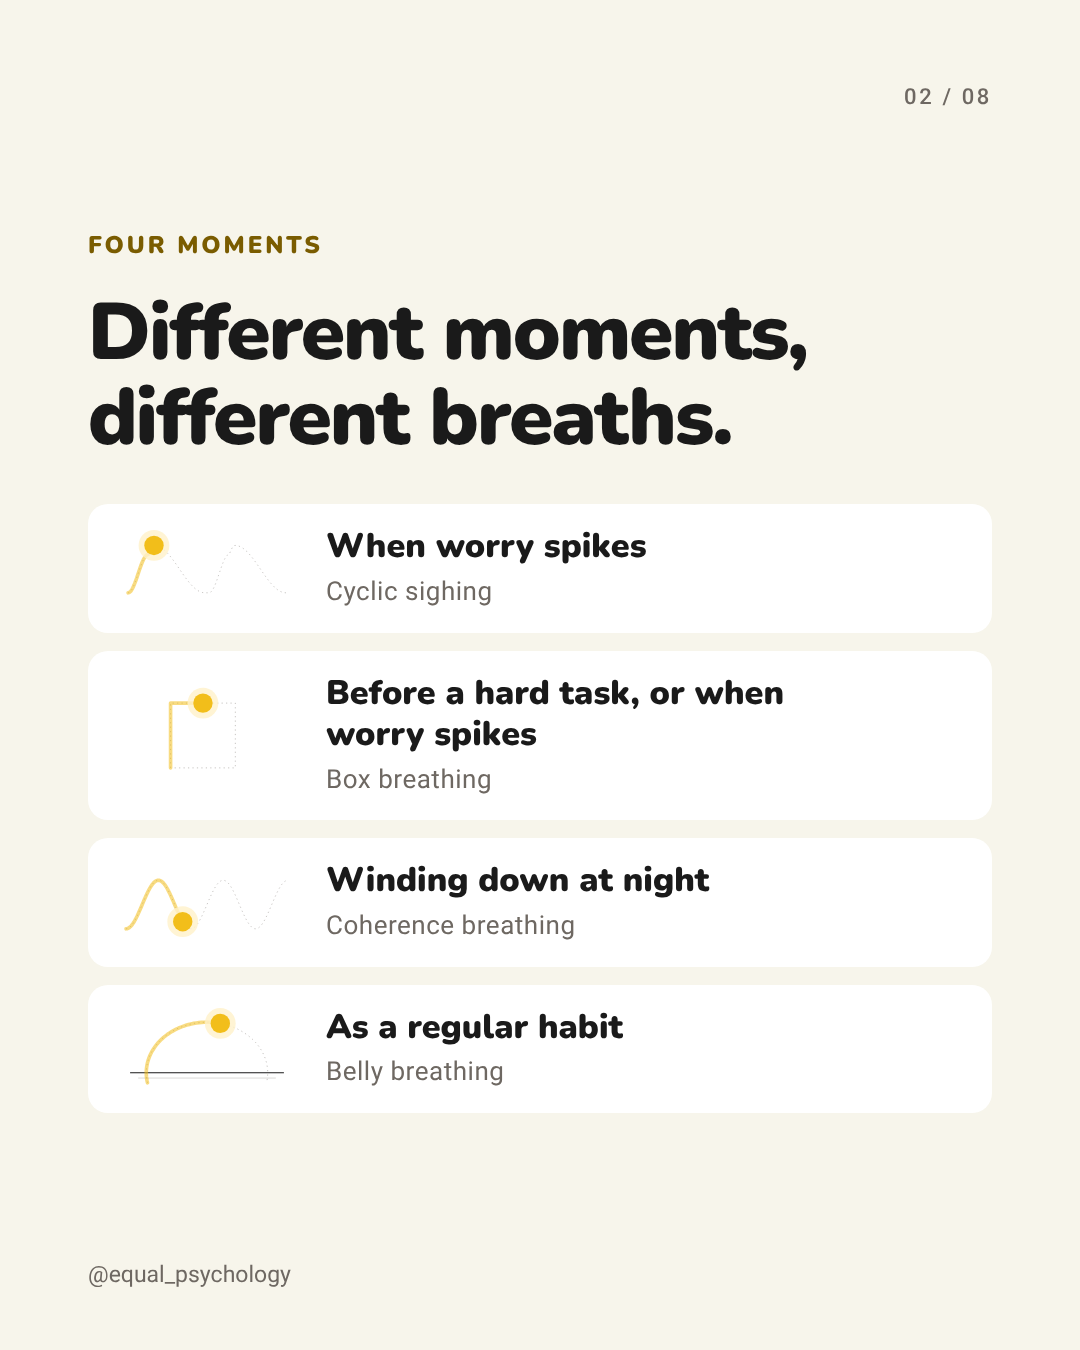 02 / 08
FOUR MOMENTS
Different moments,
different breaths.
When worry spikes
Cyclic sighing
Before a hard task, or when
worry spikes
Box breathing
Winding down at night
Coherence breathing
As a regular habit
Belly breathing
@equal_psychology